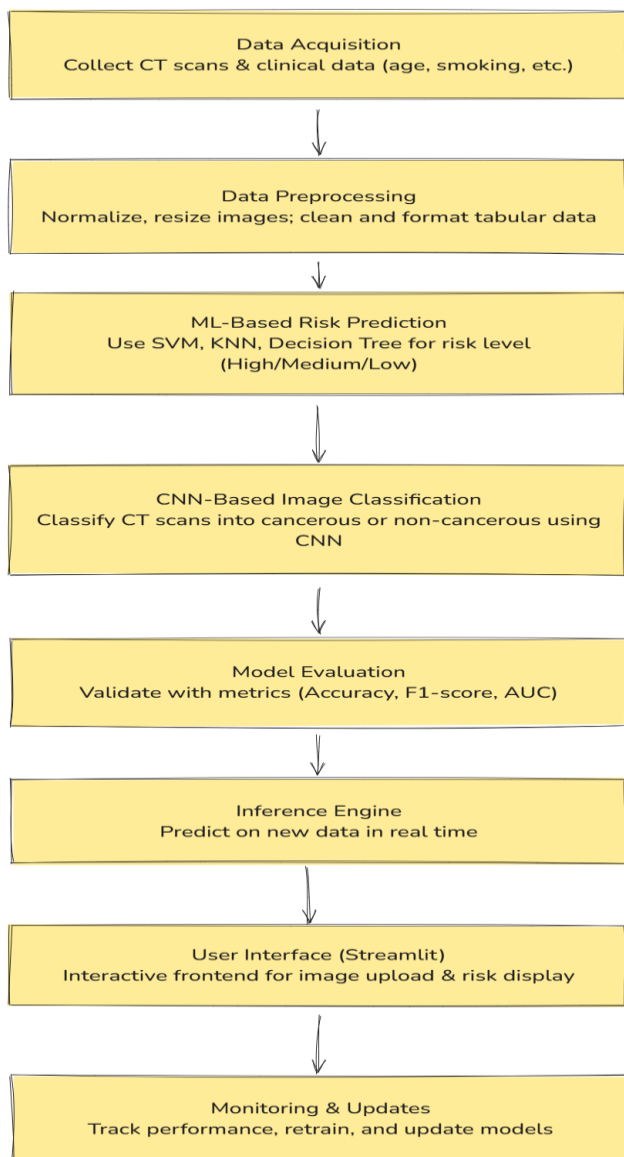 Data Acquisition
Collect CT scans & clinical data (age, smoking, etc.)
Data Preprocessing
Normalize, resize images; clean and format tabular data
ML-Based Risk Prediction
Use SVM, KNN, Decision Tree for risk level
(High/Medium/Low)
CNN-Based Image Classification
Classify CT scans into cancerous or non-cancerous using
CNN
Model Evaluation
Validate with metrics (Accuracy, F1-score, AUC)
Inference Engine
Predict on new data in real time
User Interface (Streamlit)
Interactive frontend for image upload & risk display
Monitoring & Updates
Track performance, retrain, and update models